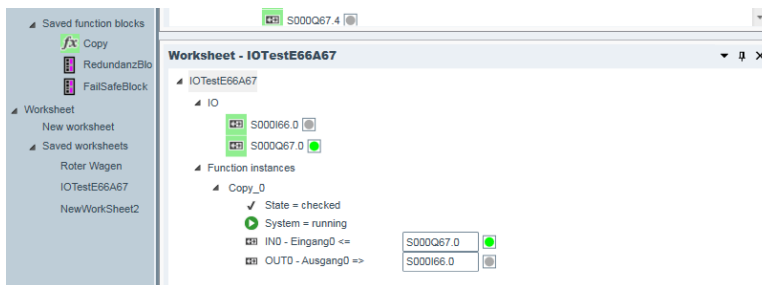 Saved function blocks
fx Copy
RedundanzBlo
FailSafeBlock
Worksheet
New worksheet
Saved worksheets
Roter Wagen
IOTestE66A67
NewWorkSheet2
S000Q67.4
Worksheet - IOTestE66A67
IOTestE66A67
IO
S000I66.0
S000Q67.0
Function instances
Copy_0
State = checked
System = running
IN0 - Eingang0 <= S000Q67.0
OUT0 - Ausgang0 => S000I66.0